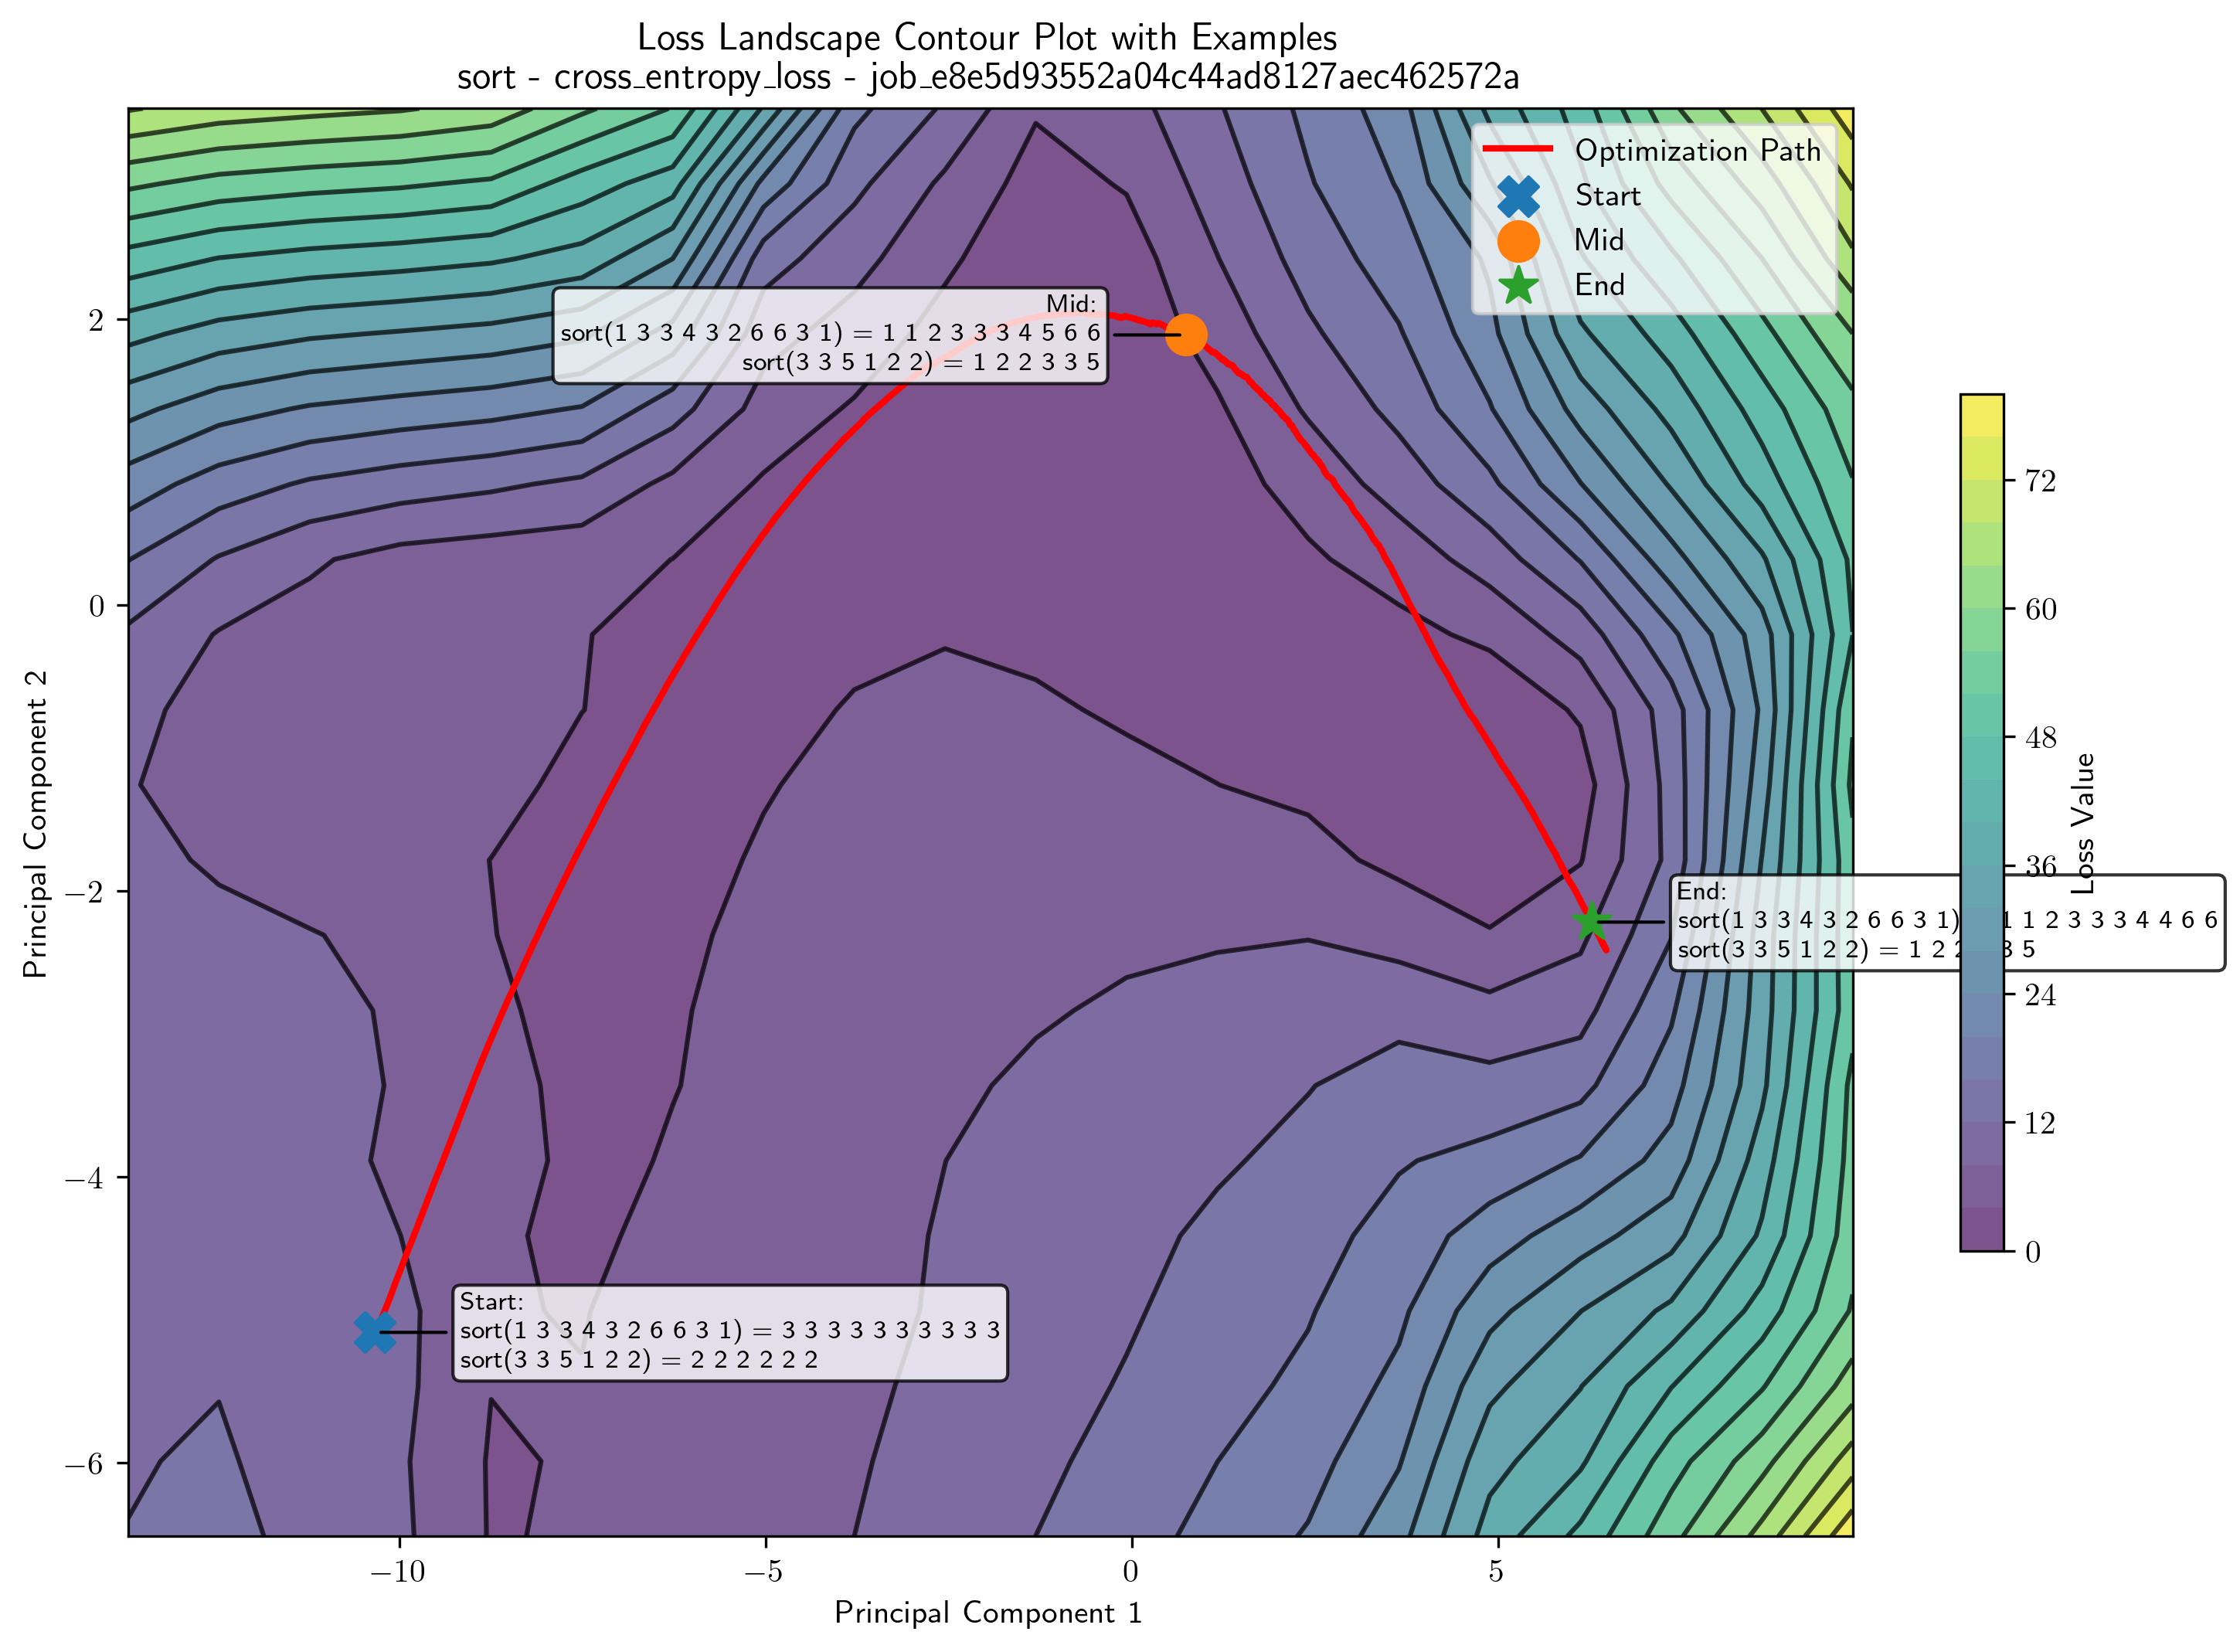 Loss Landscape Contour Plot with Examples
sort - cross_entropy_loss - job_e8e5d93552a04c44ad8127aec462572a
Optimization Path
Start
Mid
End
Mid:
sort(1 3 3 4 3 2 6 6 3 1) = 1 1 2 3 3 3 4 5 6 6
sort(3 3 5 1 2 2) = 1 2 2 3 3 5
End:
sort(1 3 3 4 3 2 6 6 3 1) 1 1 2 3 3 3 4 4 6 6
sort(3 3 5 1 2 2) = 1 2 2 3 5
Start:
sort(1 3 3 4 3 2 6 6 3 1) = 3 3 3 3 3 3 3 3 3 3
sort(3 3 5 1 2 2) = 2 2 2 2 2 2
2
0
−2
−4
−6
Principal Component 2
−10
−5
0
5
Principal Component 1
72
60
48
36
24
12
0
Loss Value